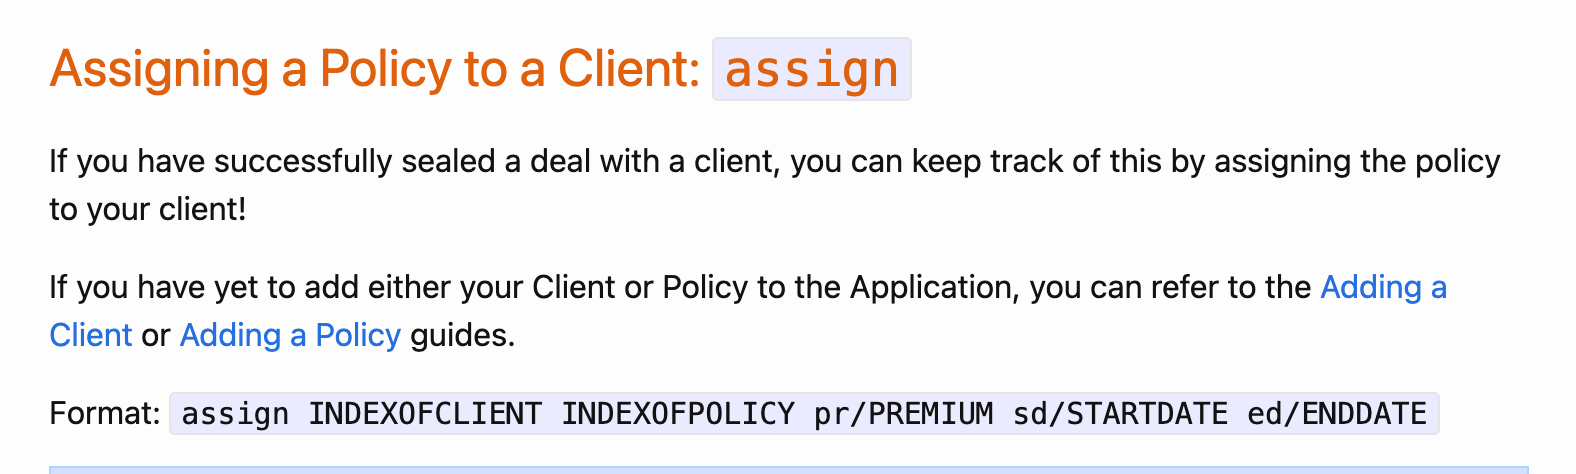 Assigning a Policy to a Client: assign
If you have successfully sealed a deal with a client, you can keep track of this by assigning the policy
to your client!
If you have yet to add either your Client or Policy to the Application, you can refer to the Adding a
Client or Adding a Policy guides.
Format: assign INDEXOFCLIENT INDEXOFPOLICY pr/PREMIUM sd/STARTDATE ed/ENDDATE